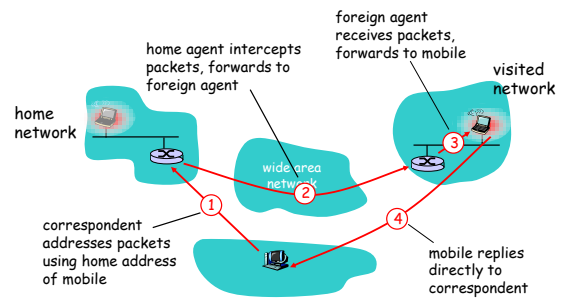 foreign agent
receives packets,
forwards to mobile
home agent intercepts
packets, forwards to
foreign agent
visited
network
home
network
3
wide area
network
2
1
4
correspondent
addresses packets
using home address
of mobile
mobile replies
directly to
correspondent